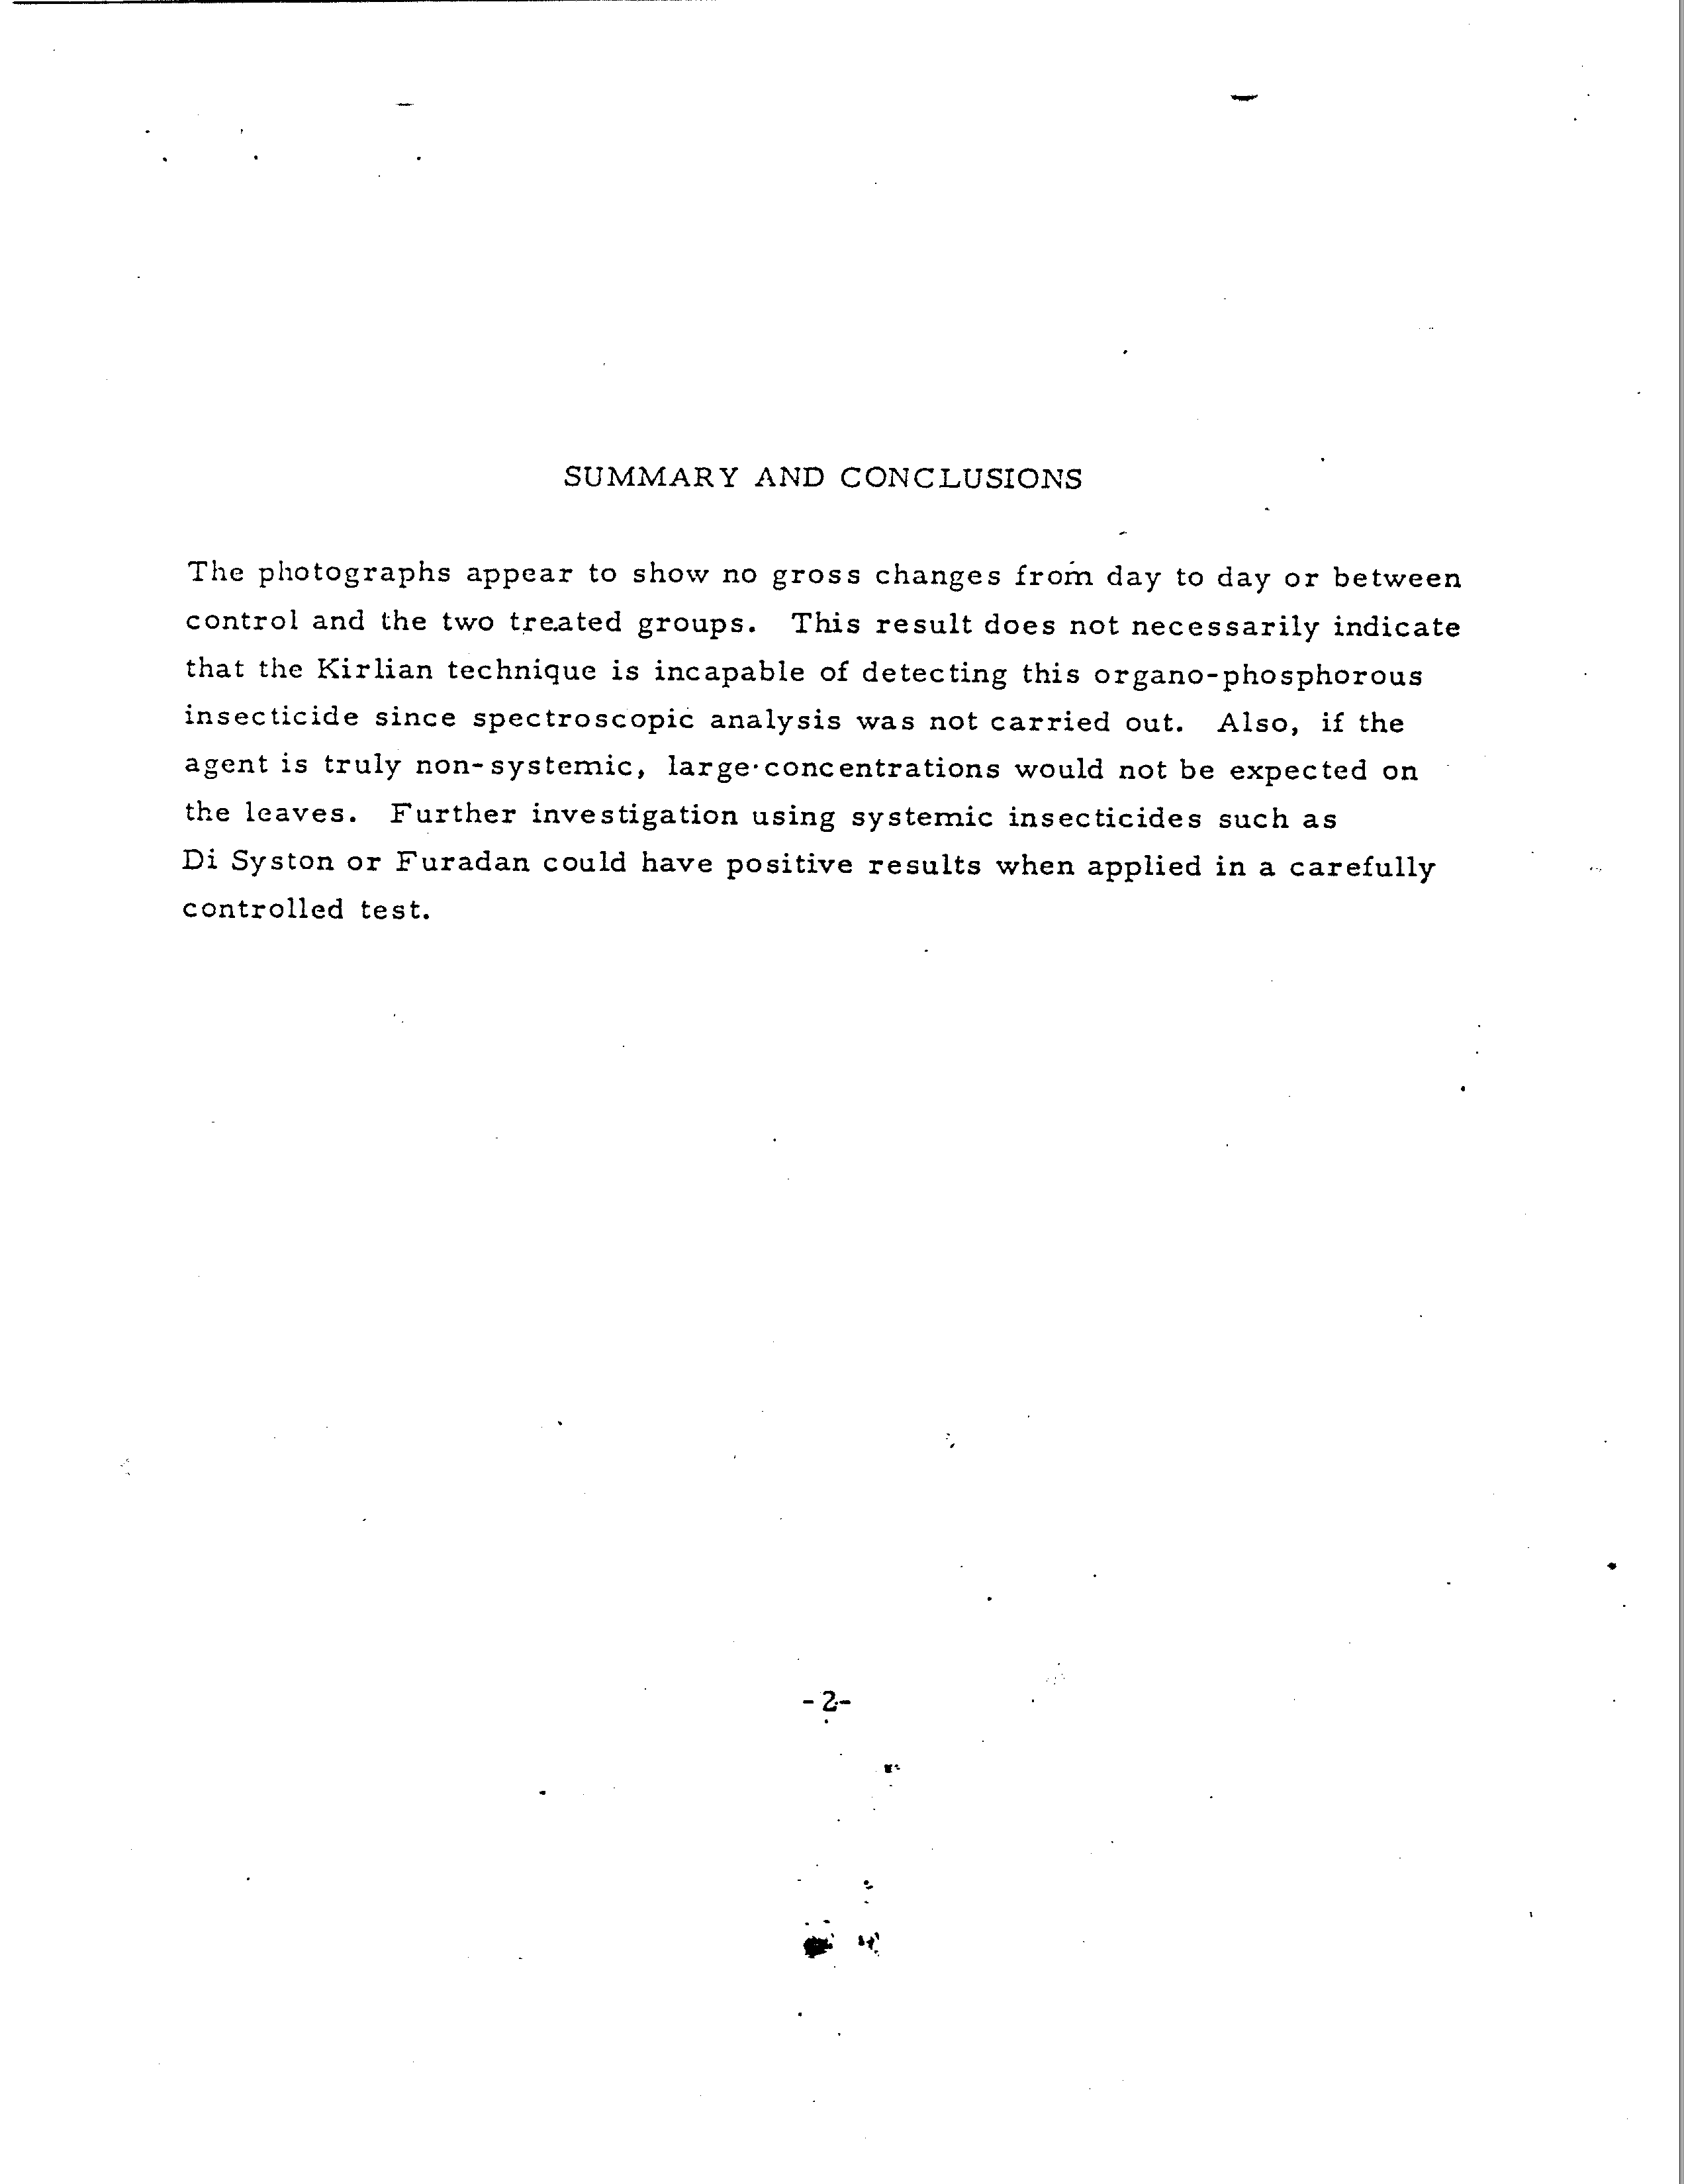 SUMMARY AND CONCLUSIONS
The photographs appear to show no gross changes from day to day or between
control and the two treated groups. This result does not necessarily indicate
that the Kirlian technique is incapable of detecting this organo-phosphorous
insecticide since spectroscopic analysis was not carried out. Also, if the
agent is truly non-systemic, large concentrations would not be expected on
the leaves. Further investigation using systemic insecticides such as
Di Syston or Furadan could have positive results when applied in a carefully
controlled test.
-2-